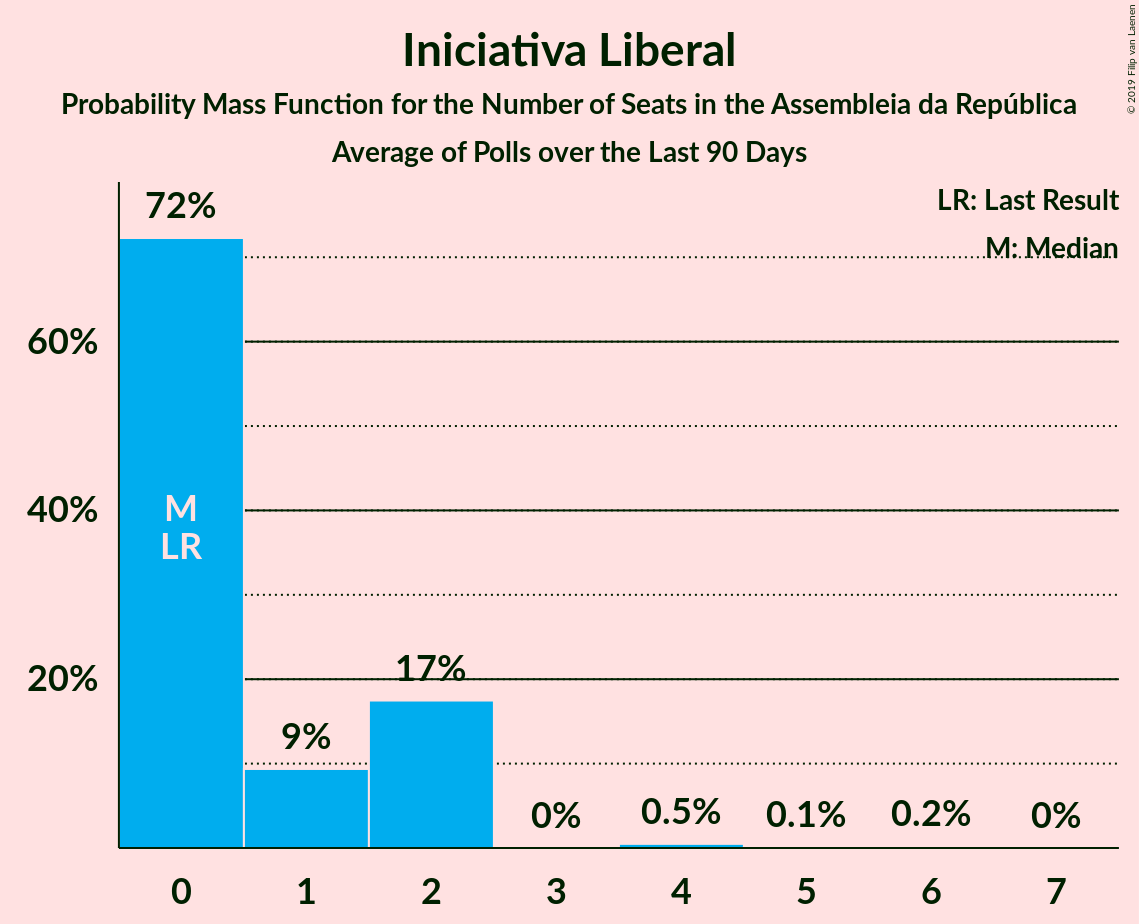 Iniciativa Liberal
Probability Mass Function for the Number of Seats in the Assembleia da República
Average of Polls over the Last 90 Days
© 2019 Filip van Laenen
LR: Last Result
M: Median
72%
60%
40%
20%
M
LR
9%
17%
0%
0.5%
0.1%
0.2%
0%
0 1 2 3 4 5 6 7